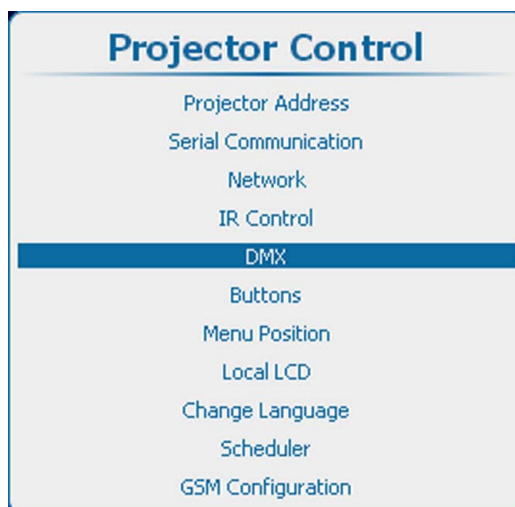 Projector Control
Projector Address
Serial Communication
Network
IR Control
DMX
Buttons
Menu Position
Local LCD
Change Language
Scheduler
GSM Configuration